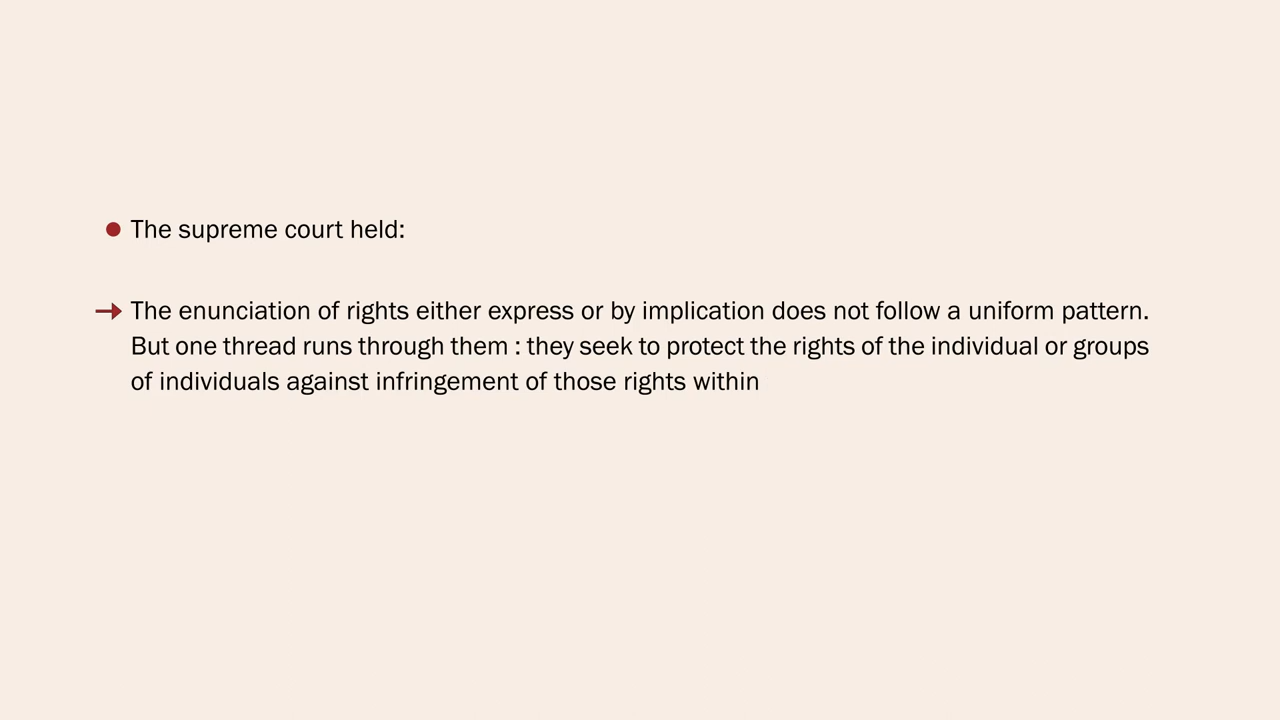 The supreme court held:
The enunciation of rights either express or by implication does not follow a uniform pattern.
But one thread runs through them : they seek to protect the rights of the individual or groups
of individuals against infringement of those rights within